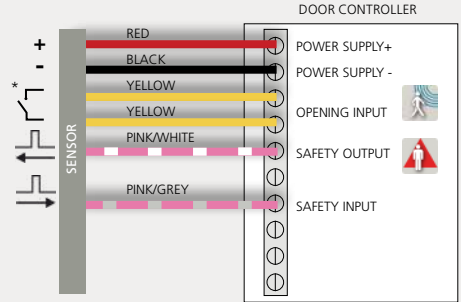 DOOR CONTROLLER
+
RED
POWER SUPPLY+
-
BLACK
POWER SUPPLY -
*
YELLOW
YELLOW
OPENING INPUT
PINK/WHITE
SAFETY OUTPUT
SENSOR
PINK/GREY
SAFETY INPUT